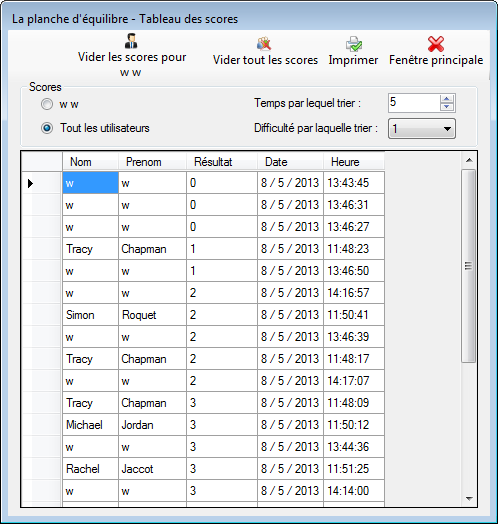 La planche d'équilibre - Tableau des scores
Vider les scores pour
w w
Vider tout les scores
Imprimer
Fenêtre principale
Scores
w w
Temps par lequel trier :
5
Tout les utilisateurs
Difficulté par laquelle trier :
1
Nom Prenom Résultat Date Heure
w w 0 8 / 5 / 2013 13:43:45
w w 0 8 / 5 / 2013 13:46:31
w w 0 8 / 5 / 2013 13:46:27
Tracy Chapman 1 8 / 5 / 2013 11:48:23
w w 1 8 / 5 / 2013 13:46:50
w w 2 8 / 5 / 2013 14:16:57
Simon Roquet 2 8 / 5 / 2013 11:50:41
w w 2 8 / 5 / 2013 13:46:39
Tracy Chapman 2 8 / 5 / 2013 11:48:17
w w 2 8 / 5 / 2013 14:17:07
Tracy Chapman 3 8 / 5 / 2013 11:48:09
Michael Jordan 3 8 / 5 / 2013 11:50:12
w w 3 8 / 5 / 2013 13:44:36
Rachel Jaccot 3 8 / 5 / 2013 11:51:25
w w 3 8 / 5 / 2013 14:14:00